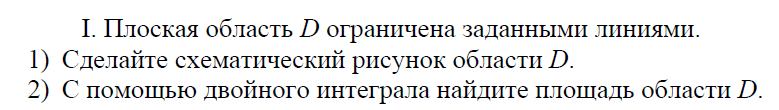 I. Плоская область D ограничена заданными линиями.
1) Сделайте схематический рисунок области D.
2) С помощью двойного интеграла найдите площадь области D.